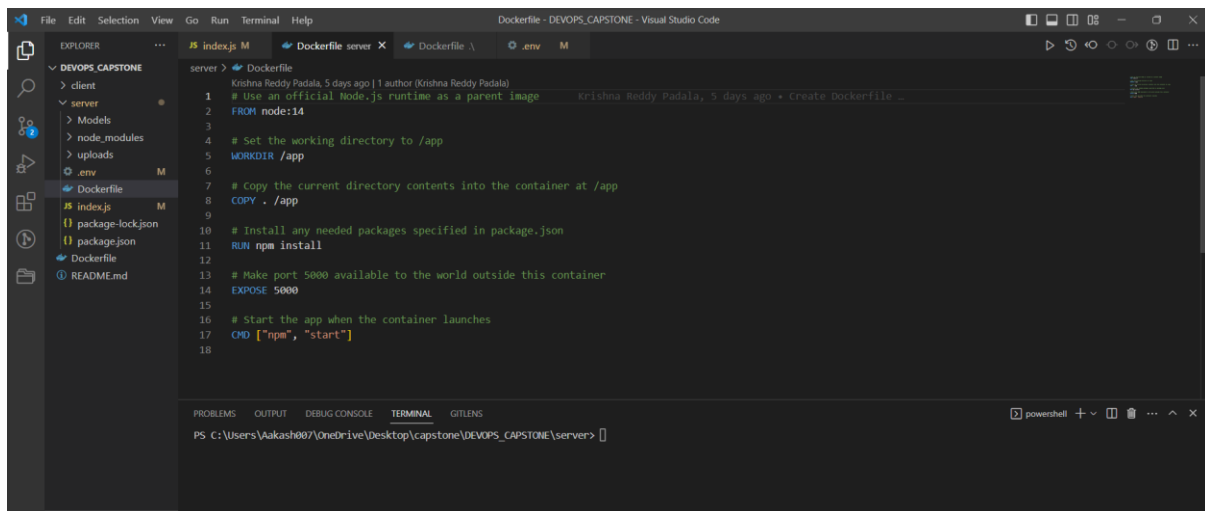 File Edit Selection View Go Run Terminal Help Dockerfile - DEVOPS_CAPSTONE - Visual Studio Code
EXPLORER ... JS index.js M Dockerfile server Dockerfile .\ .env M
DEVOPS_CAPSTONE server > Dockerfile
> client Krishna Reddy Padala, 5 days ago | 1 author (Krishna Reddy Padala)
server 1 # Use an official Node.js runtime as a parent image Krishna Reddy Padala, 5 days ago • Create Dockerfile …
> Models 2 FROM node:14
> node_modules 3
> uploads 4 # Set the working directory to /app
.env M 5 WORKDIR /app
Dockerfile 6
JS index.js M 7 # Copy the current directory contents into the container at /app
{} package-lock.json 8 COPY . /app
{} package.json 9
Dockerfile 10 # Install any needed packages specified in package.json
README.md 11 RUN npm install
12
13 # Make port 5000 available to the world outside this container
14 EXPOSE 5000
15
16 # Start the app when the container launches
17 CMD ["npm", "start"]
18
2
PROBLEMS OUTPUT DEBUG CONSOLE TERMINAL GITLENS powershell
PS C:\Users\Aakash007\OneDrive\Desktop\capstone\DEVOPS_CAPSTONE\server>